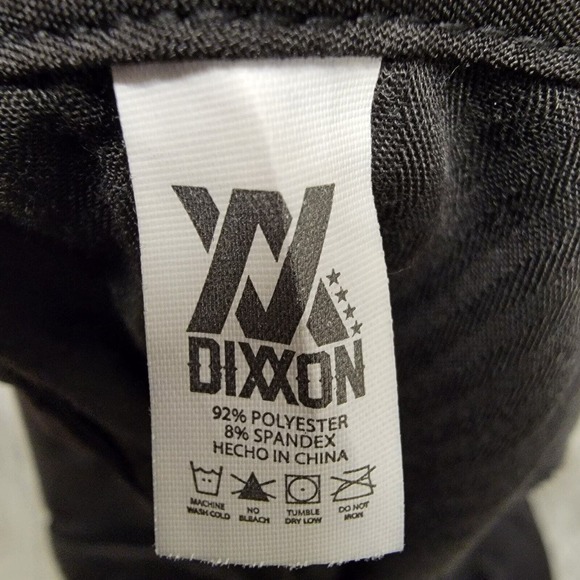 DIXXON
92% POLYESTER
8% SPANDEX
HECHO IN CHINA
MACHINE WASH COLD
NO BLEACH
TUMBLE DRY LOW
DO NOT IRON